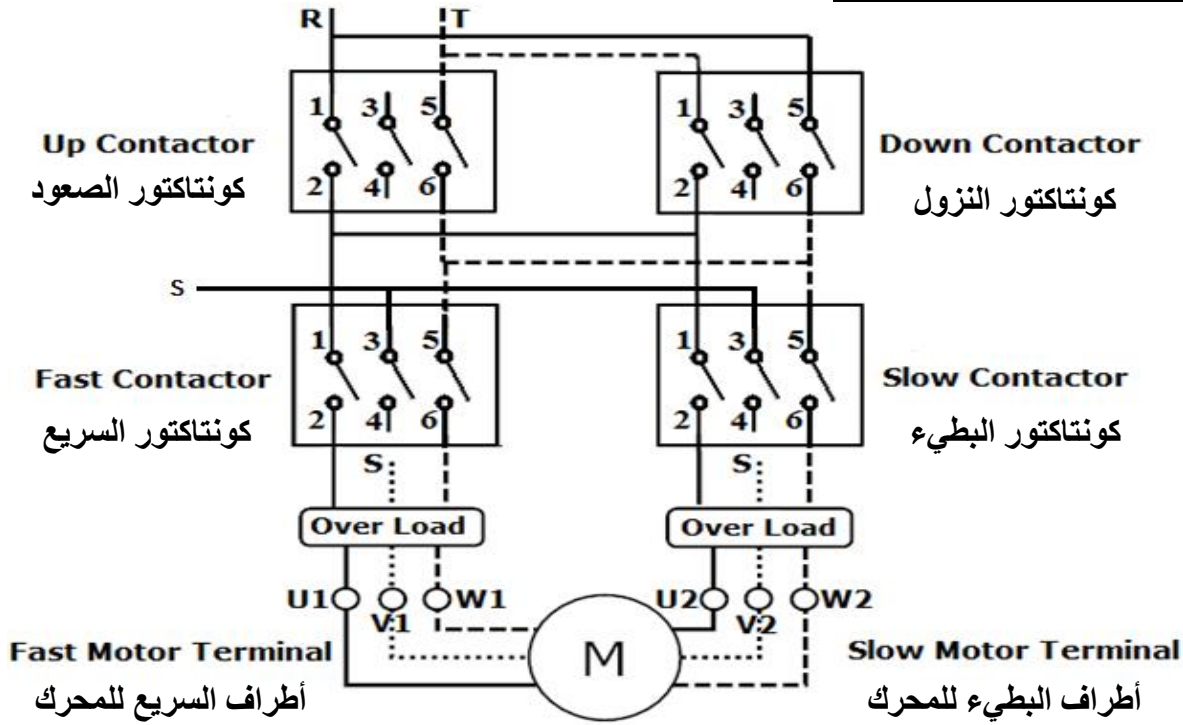 R T
1 3 5
2 4 6
Up Contactor
كونتاكتور الصعود
1 3 5
2 4 6
Down Contactor
كونتاكتور النزول
S
1 3 5
2 4 6
Fast Contactor
كونتاكتور السريع
1 3 5
2 4 6
Slow Contactor
كونتاكتور البطيء
S S
Over Load Over Load
U1 V1 W1 U2 V2 W2
M
Fast Motor Terminal
أطراف السريع للمحرك
Slow Motor Terminal
أطراف البطيء للمحرك